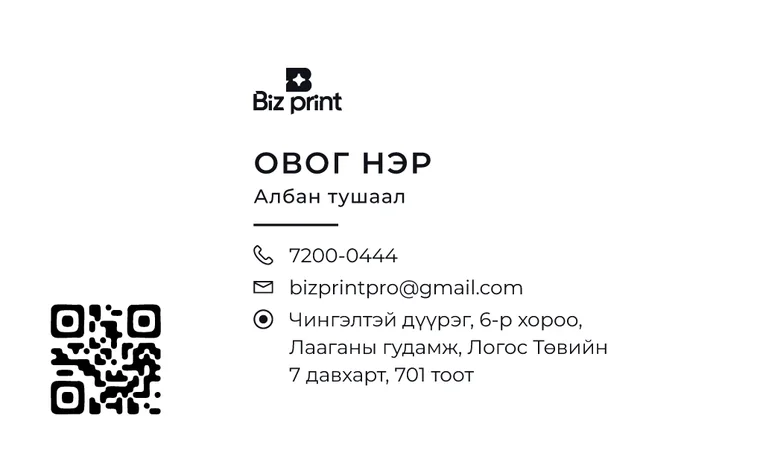 Biz print
ОВОГ НЭР
Албан тушаал
7200-0444
bizprintpro@gmail.com
Чингэлтэй дүүрэг, 6-р хороо,
Лааганы гудамж, Логос Төвийн
7 давхарт, 701 тоот